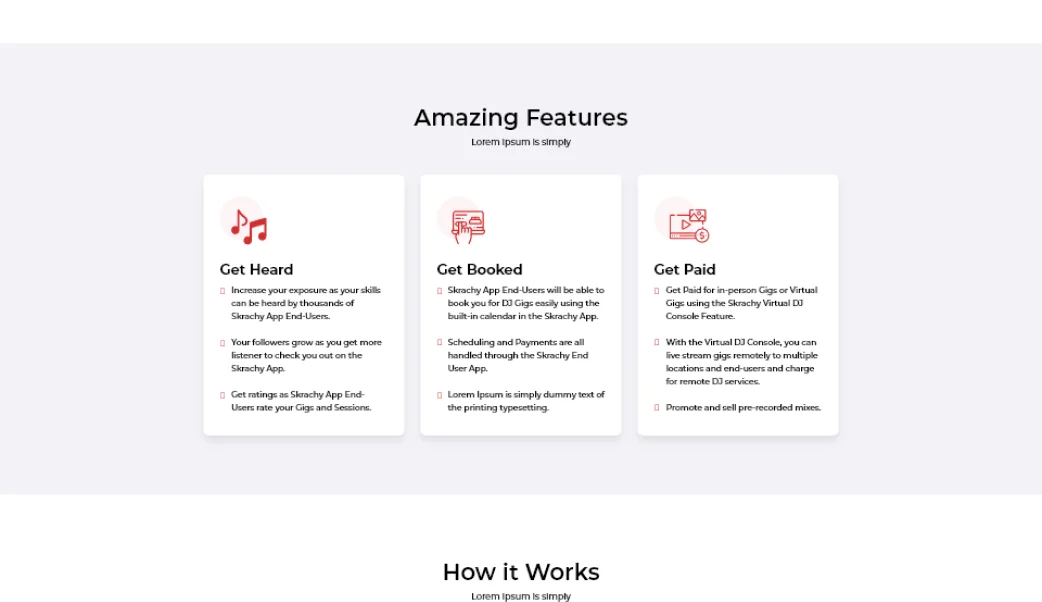 Amazing Features
Lorem Ipsum is simply
Get Heard
Increase your exposure as your skills
can be heard by thousands of
Skrachy App End-Users.
Your followers grow as you get more
listener to check you out on the
Skrachy App.
Get ratings as Skrachy App End-
Users rate your Gigs and Sessions.
Get Booked
Skrachy App End-Users will be able to
book you for DJ Gigs easily using the
built-in calendar in the Skrachy App.
Scheduling and Payments are all
handled through the Skrachy End
User App.
Lorem Ipsum is simply dummy text of
the printing typesetting.
Get Paid
Get Paid for in-person Gigs or Virtual
Gigs using the Skrachy Virtual DJ
Console Feature.
With the Virtual DJ Console, you can
live stream gigs remotely to multiple
locations and end-users and charge
for remote DJ services.
Promote and sell pre-recorded mixes.
How it Works
Lorem Ipsum is simply